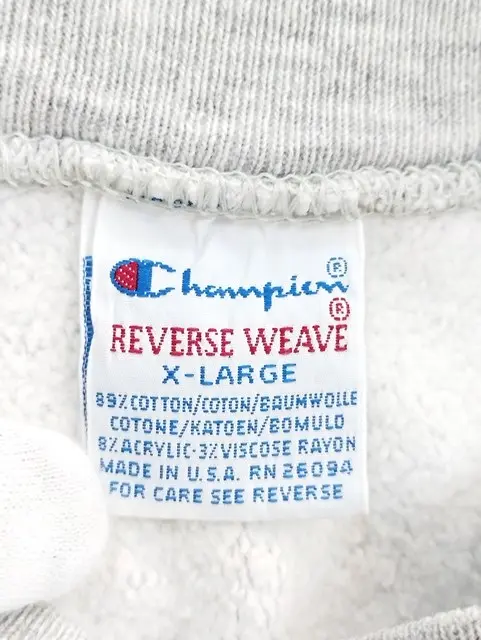 Champion ®
®
REVERSE WEAVE
X-LARGE
89% COTTON/COTON/BAUMWOLLE
COTONE/KATOEN/BOMULD
8% ACRYLIC·3% VISCOSE RAYON
MADE IN U.S.A. RN 26094
FOR CARE SEE REVERSE